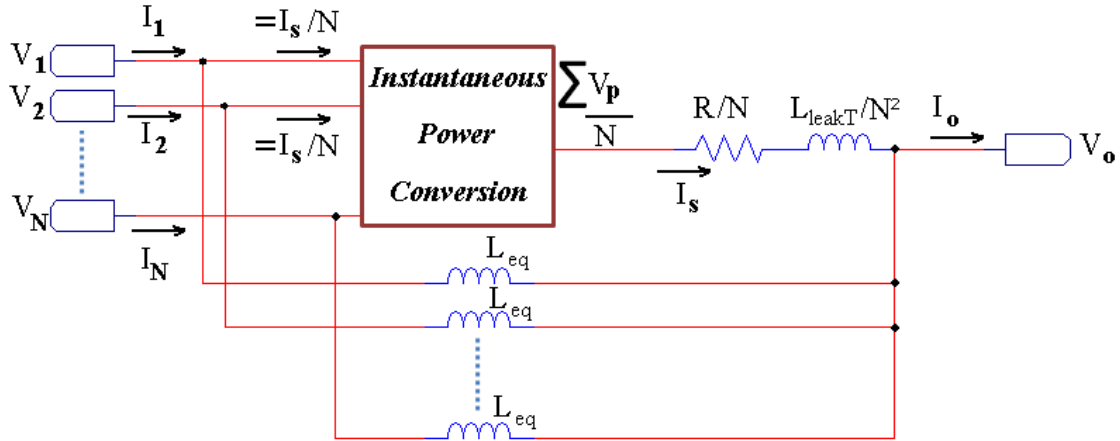 I1
=Is/N
V1
Instantaneous
Power
Conversion
∑Vp
N
R/N
LleakT/N²
Io
Vo
V2
I2
=Is/N
Is
VN
IN
Leq
Leq
Leq